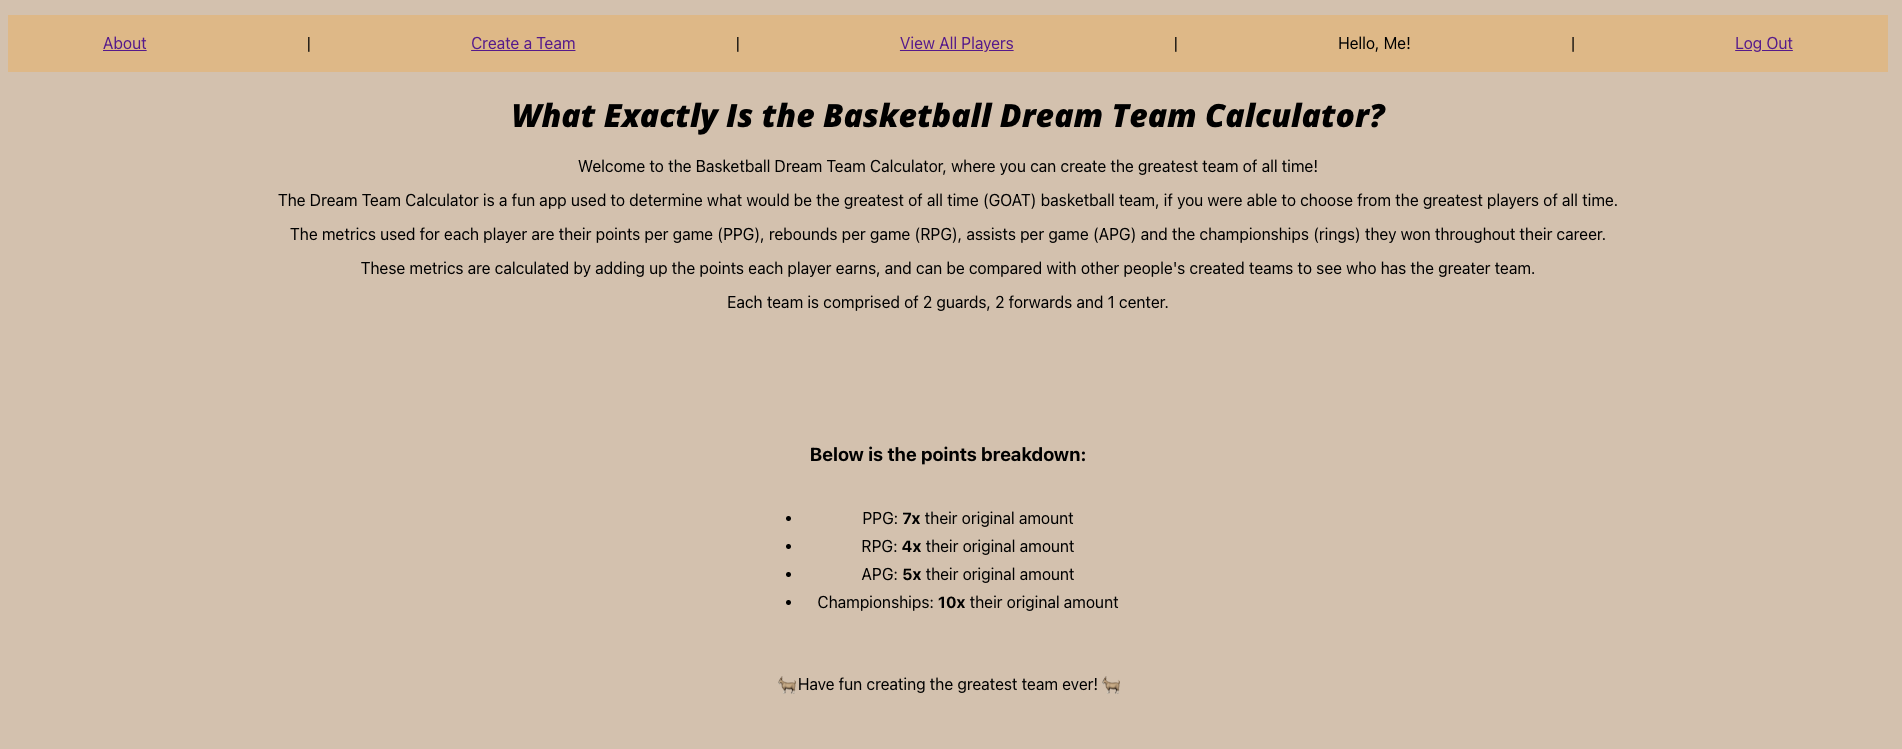 About | Create a Team | View All Players | Hello, Me! | Log Out
What Exactly Is the Basketball Dream Team Calculator?
Welcome to the Basketball Dream Team Calculator, where you can create the greatest team of all time!
The Dream Team Calculator is a fun app used to determine what would be the greatest of all time (GOAT) basketball team, if you were able to choose from the greatest players of all time.
The metrics used for each player are their points per game (PPG), rebounds per game (RPG), assists per game (APG) and the championships (rings) they won throughout their career.
These metrics are calculated by adding up the points each player earns, and can be compared with other people's created teams to see who has the greater team.
Each team is comprised of 2 guards, 2 forwards and 1 center.
Below is the points breakdown:
• PPG: 7x their original amount
• RPG: 4x their original amount
• APG: 5x their original amount
• Championships: 10x their original amount
🐐Have fun creating the greatest team ever! 🐐